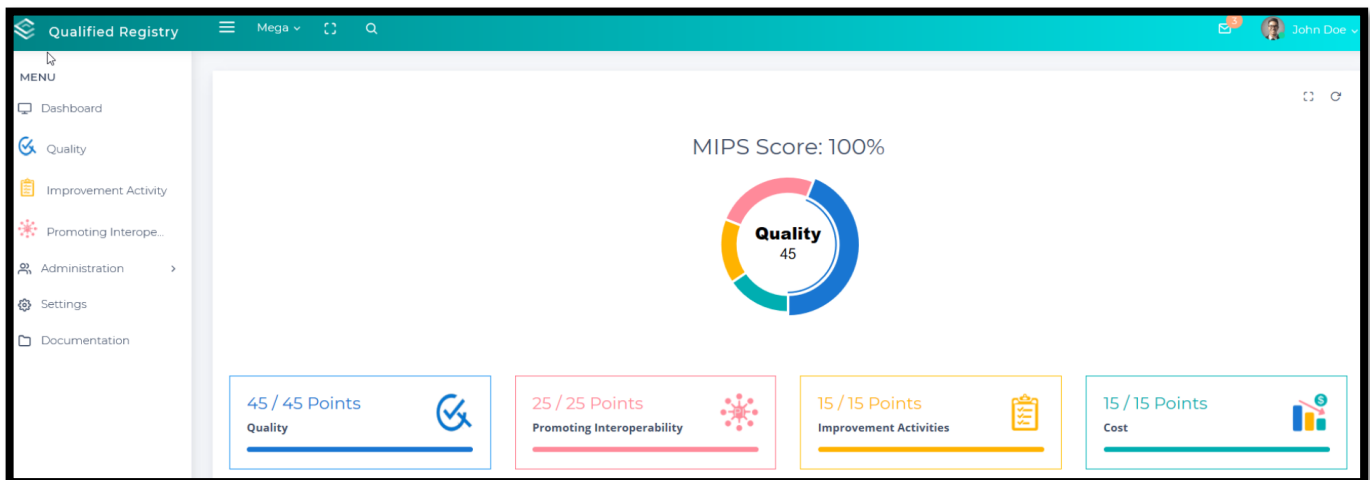 Qualified Registry
Mega
3
John Doe
MENU
Dashboard
Quality
Improvement Activity
Promoting Interope...
Administration
Settings
Documentation
MIPS Score: 100%
Quality
45
45 / 45 Points
Quality
25 / 25 Points
Promoting Interoperability
15 / 15 Points
Improvement Activities
15 / 15 Points
Cost
$